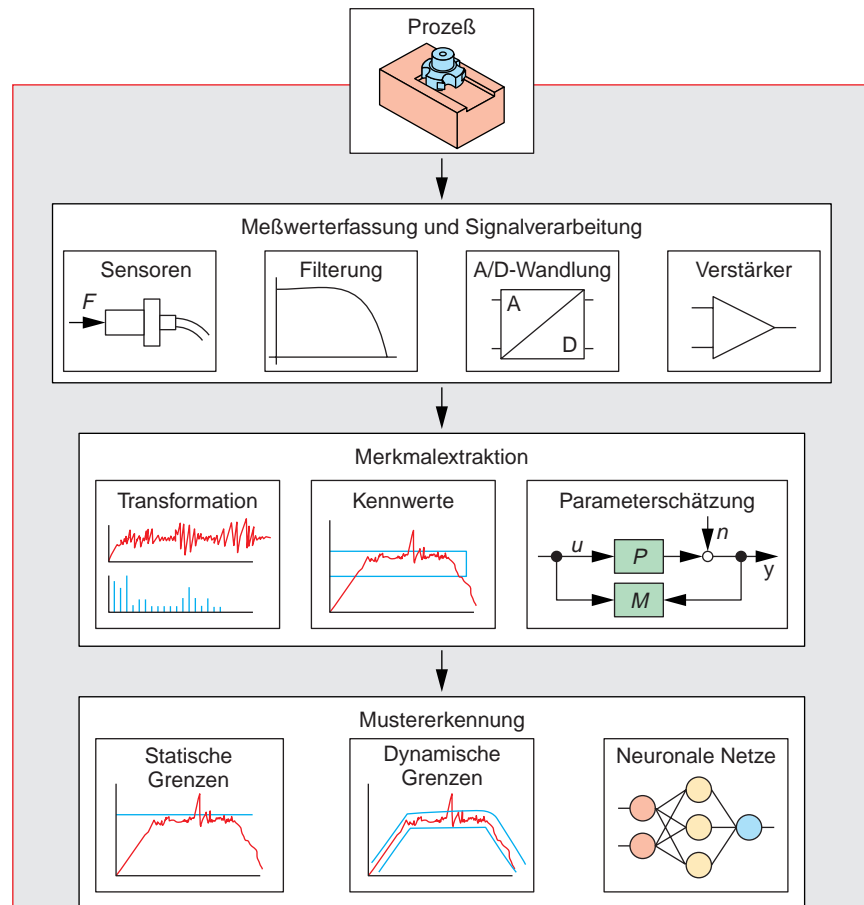 Prozeß
Meßwerterfassung und Signalverarbeitung
Sensoren
F
Filterung
A/D-Wandlung
A
D
Verstärker
Merkmalextraktion
Transformation
Kennwerte
Parameterschätzung
n
u
P
y
M
Mustererkennung
Statische
Grenzen
Dynamische
Grenzen
Neuronale Netze